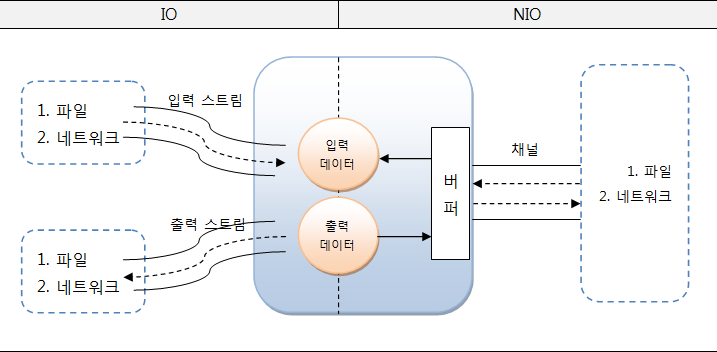 IO
NIO
1. 파일
2. 네트워크
입력 스트림
입력
데이터
버
퍼
채널
1. 파일
2. 네트워크
출력 스트림
출력
데이터
1. 파일
2. 네트워크